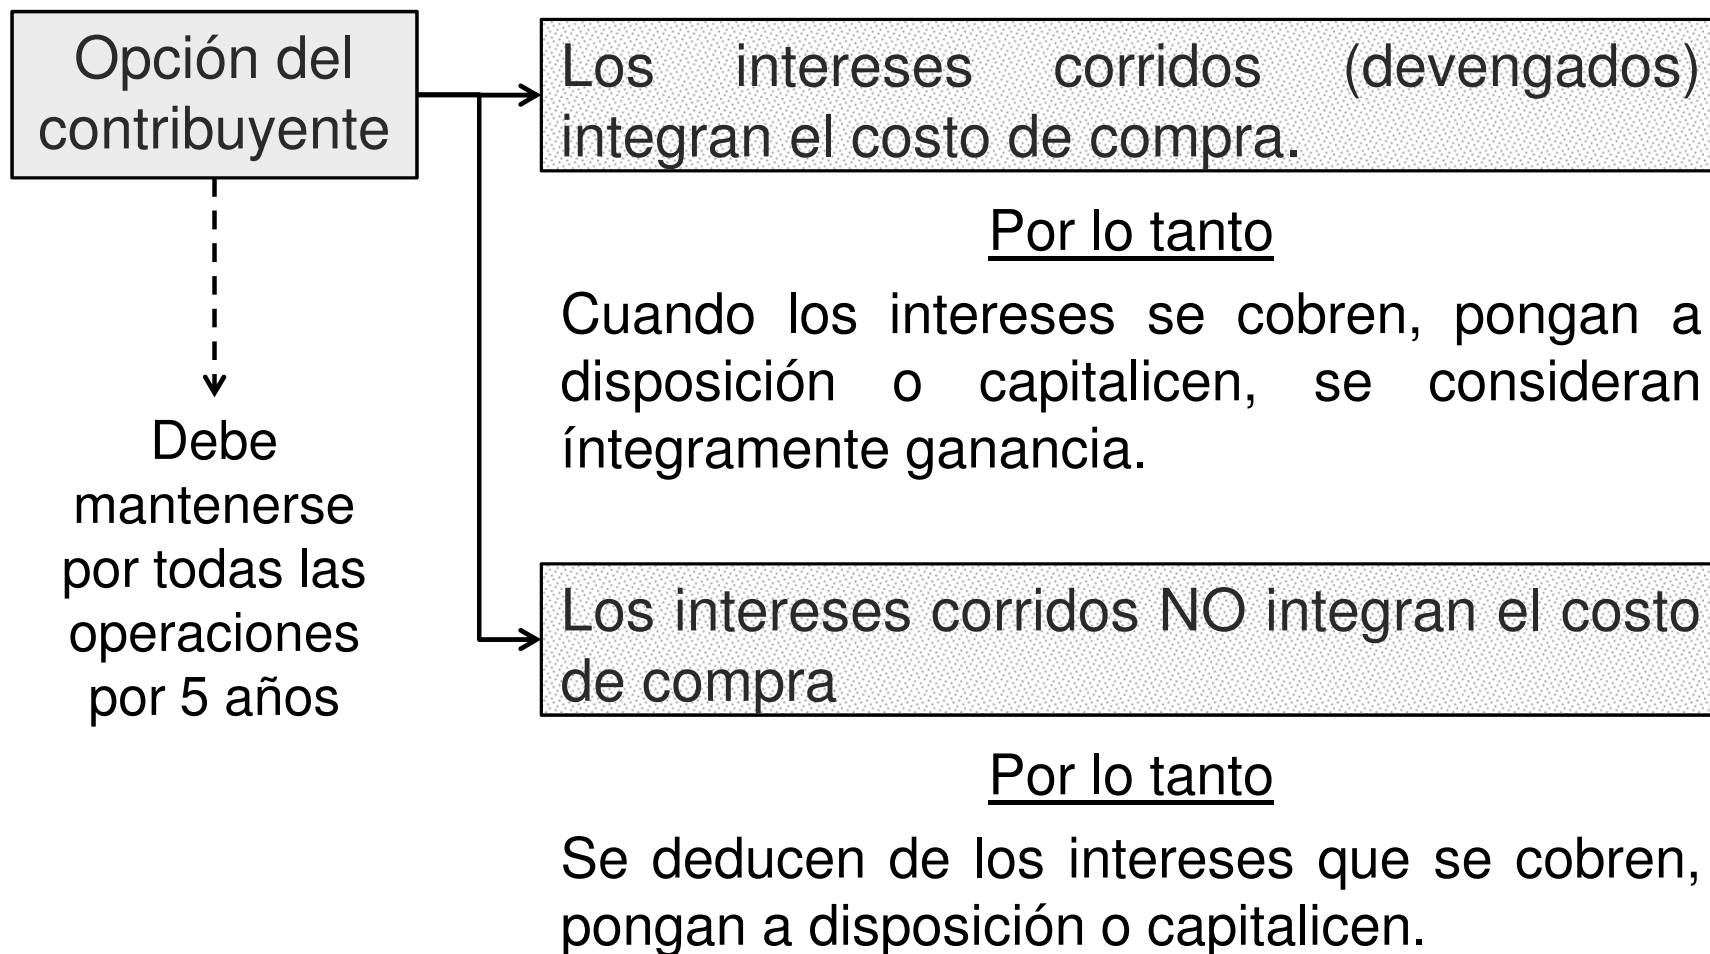 Opción del
contribuyente
Debe
mantenerse
por todas las
operaciones
por 5 años
Los intereses corridos (devengados)
integran el costo de compra.
Por lo tanto
Cuando los intereses se cobren, pongan a
disposición o capitalicen, se consideran
íntegramente ganancia.
Los intereses corridos NO integran el costo
de compra
Por lo tanto
Se deducen de los intereses que se cobren,
pongan a disposición o capitalicen.